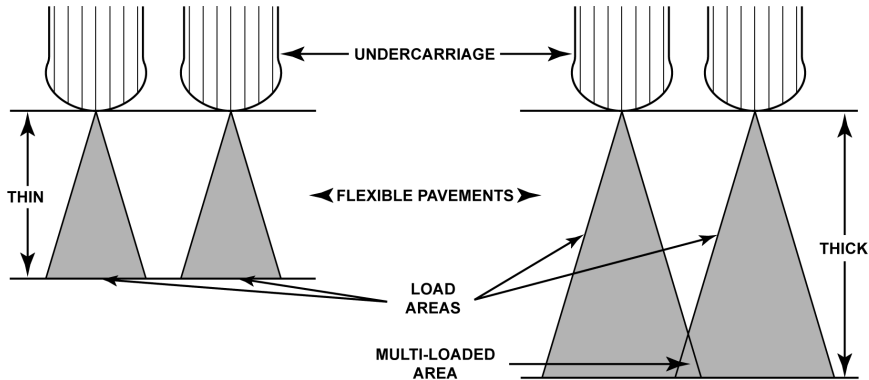 UNDERCARRIAGE
THIN
FLEXIBLE PAVEMENTS
THICK
LOAD
AREAS
MULTI-LOADED
AREA